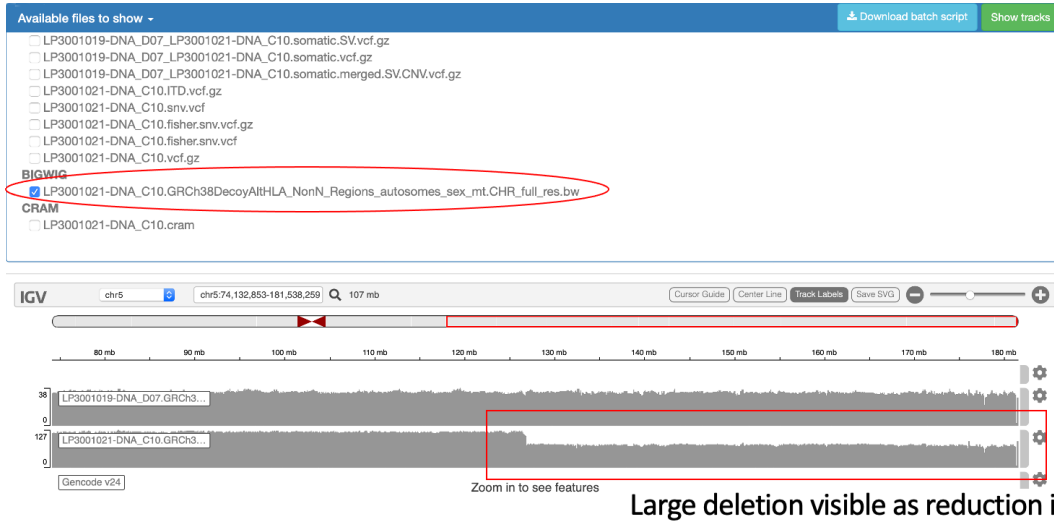 Available files to show
Download batch script
Show tracks
LP3001019-DNA_D07_LP3001021-DNA_C10.somatic.SV.vcf.gz
LP3001019-DNA_D07_LP3001021-DNA_C10.somatic.vcf.gz
LP3001019-DNA_D07_LP3001021-DNA_C10.somatic.merged.SV.CNV.vcf.gz
LP3001021-DNA_C10.ITD.vcf.gz
LP3001021-DNA_C10.snv.vcf
LP3001021-DNA_C10.fisher.snv.vcf.gz
LP3001021-DNA_C10.fisher.snv.vcf
LP3001021-DNA_C10.vcf.gz
BIGWIG
LP3001021-DNA_C10.GRCh38DecoyAltHLA_NonN_Regions_autosomes_sex_mt.CHR_full_res.bw
CRAM
LP3001021-DNA_C10.cram
IGV chr5 chr5:74,132,853-181,538,259 107 mb Cursor Guide Center Line Track Labels Save SVG
80 mb 90 mb 100 mb 110 mb 120 mb 130 mb 140 mb 150 mb 160 mb 170 mb 180 mb
38 LP3001019-DNA_D07.GRCh3...
0
127 LP3001021-DNA_C10.GRCh3...
0
Gencode v24
Zoom in to see features
Large deletion visible as reduction i